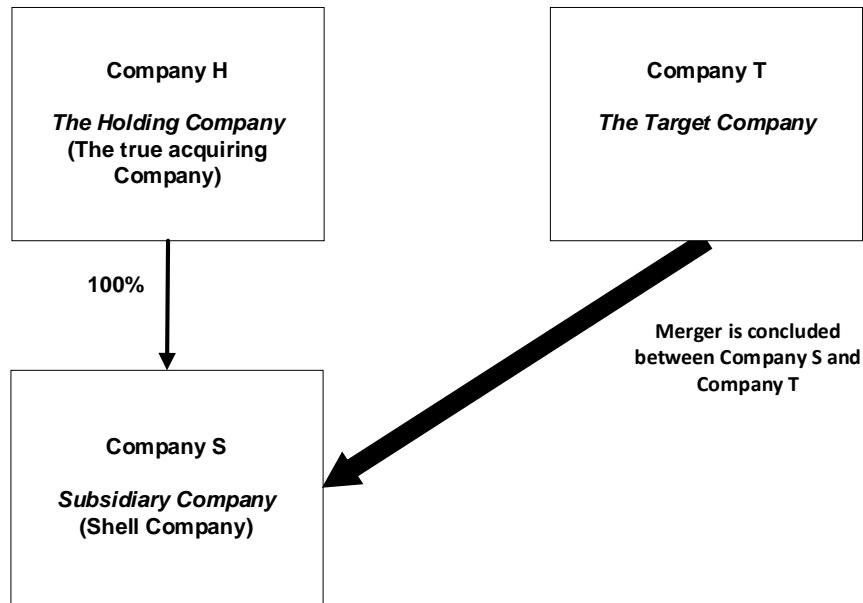 Company H
The Holding Company
(The true acquiring
Company)
Company T
The Target Company
100%
Merger is concluded
between Company S and
Company T
Company S
Subsidiary Company
(Shell Company)